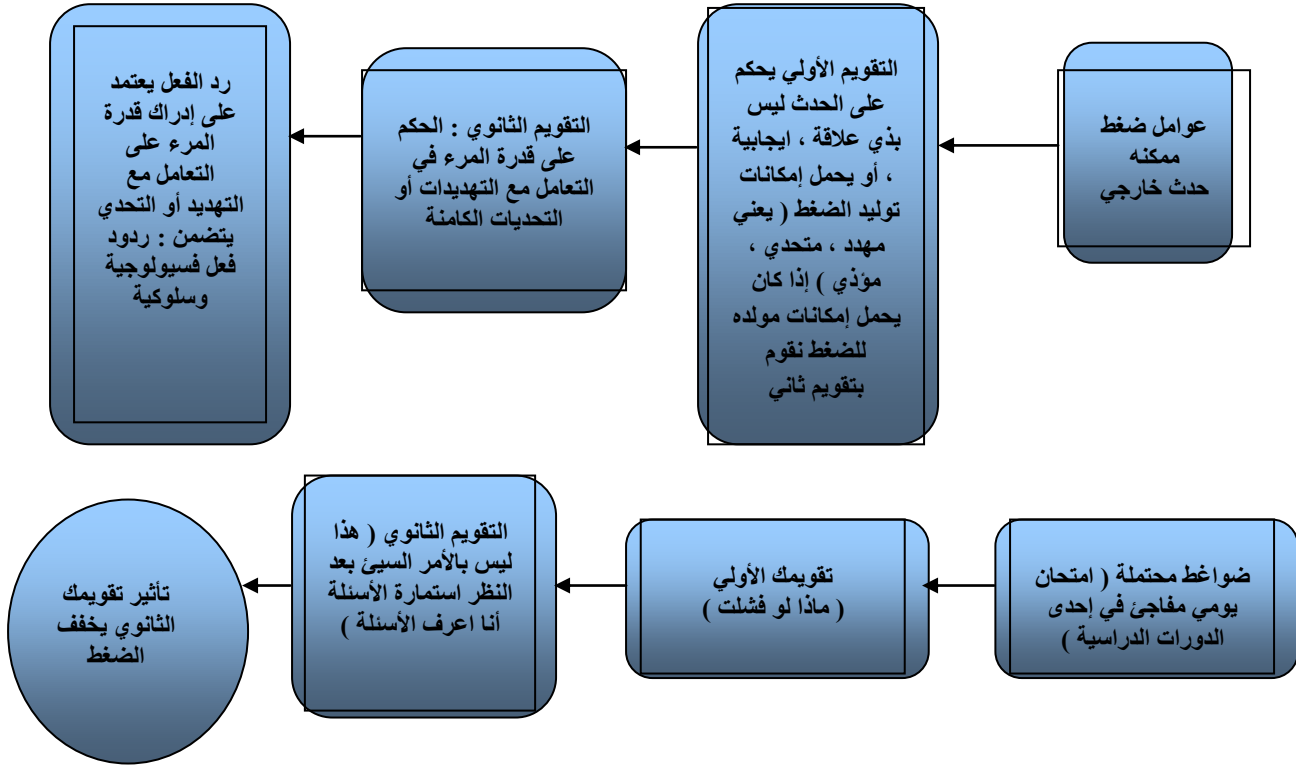 عوامل ضغط
ممكنه
حدث خارجي
التقويم الأولي يحكم
على الحدث ليس
بذي علاقة ، ايجابية
، أو يحمل إمكانات
توليد الضغط ( يعني
مهدد ، متحدي ،
مؤذي ) إذا كان
يحمل إمكانات مولده
للضغط نقوم
بتقويم ثاني
التقويم الثانوي : الحكم
على قدرة المرء في
التعامل مع التهديدات أو
التحديات الكامنة
رد الفعل يعتمد
على إدراك قدرة
المرء على
التعامل مع
التهديد أو التحدي
يتضمن : ردود
فعل فسيولوجية
وسلوكية
ضواغط محتملة ( امتحان
يومي مفاجئ في إحدى
الدورات الدراسية )
تقويمك الأولي
( ماذا لو فشلت )
التقويم الثانوي ( هذا
ليس بالأمر السيئ بعد
النظر استمارة الأسئلة
أنا اعرف الأسئلة )
تأثير تقويمك
الثانوي يخفف
الضغط